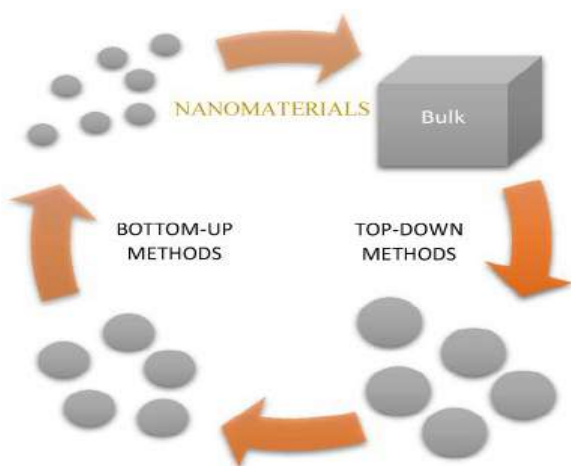 NANOMATERIALS
Bulk
BOTTOM-UP
METHODS
TOP-DOWN
METHODS